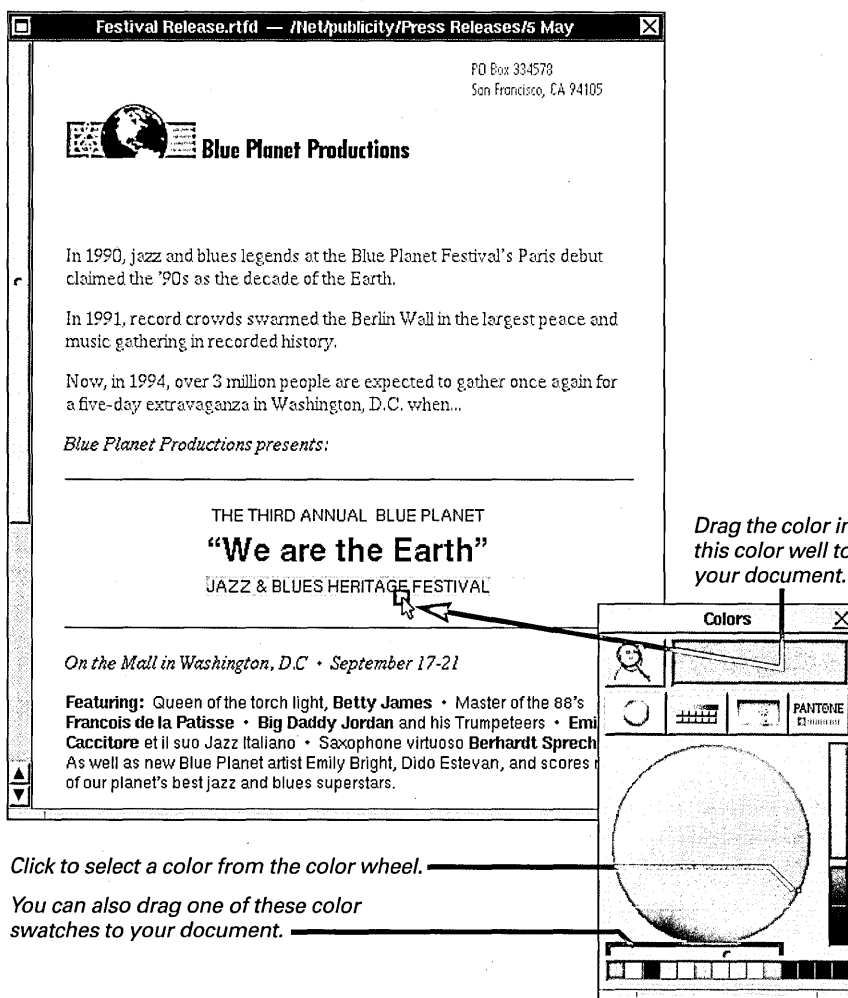 Festival Release.rtfd — /Net/publicity/Press Releases/5 May
PO Box 334578
San Francisco, CA 94105
Blue Planet Productions
In 1990, jazz and blues legends at the Blue Planet Festival's Paris debut
claimed the '90s as the decade of the Earth.
In 1991, record crowds swarmed the Berlin Wall in the largest peace and
music gathering in recorded history.
Now, in 1994, over 3 million people are expected to gather once again for
a five-day extravaganza in Washington, D.C. when...
Blue Planet Productions presents:
THE THIRD ANNUAL BLUE PLANET
“We are the Earth”
JAZZ & BLUES HERITAGE FESTIVAL
On the Mall in Washington, D.C • September 17-21
Featuring: Queen of the torch light, Betty James • Master of the 88's
Francois de la Patisse • Big Daddy Jordan and his Trumpeters • Emi
Caccitore et il suo Jazz Italiano • Saxophone virtuoso Berhardt Sprech
As well as new Blue Planet artist Emily Bright, Dido Estevan, and scores
of our planet's best jazz and blues superstars.
Drag the color in
this color well to
your document.
Colors
PANTONE
Click to select a color from the color wheel.
You can also drag one of these color
swatches to your document.